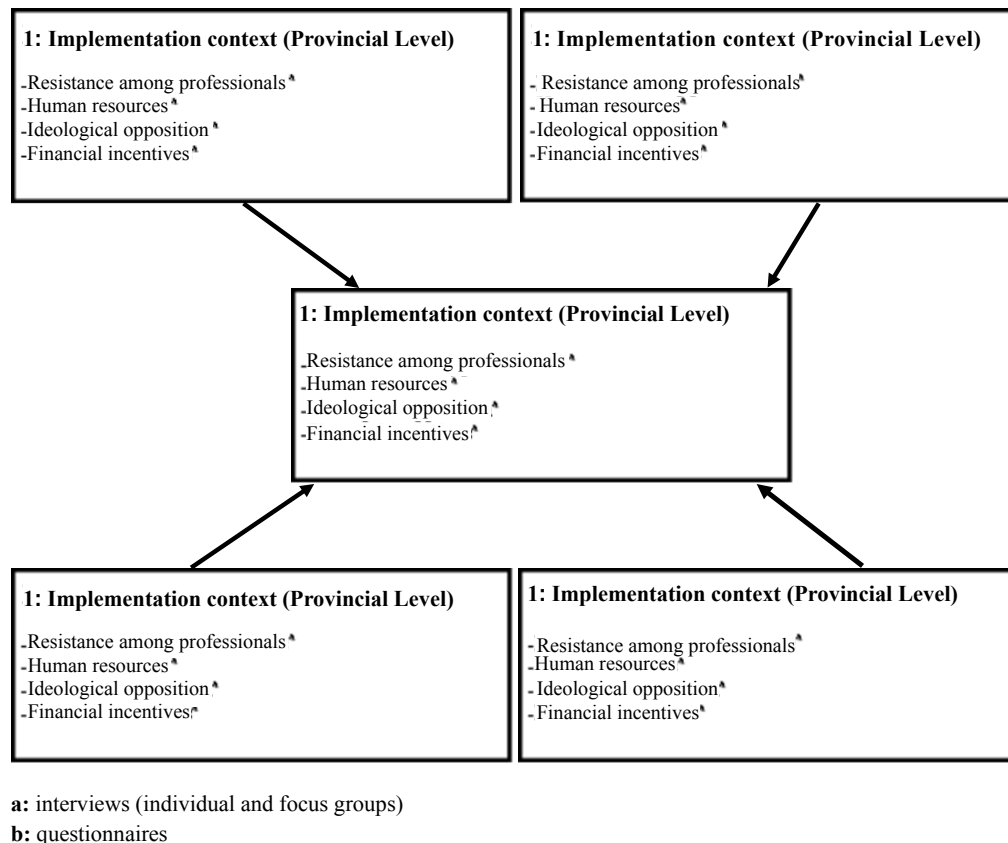 1: Implementation context (Provincial Level)
-Resistance among professionals
-Human resources
-Ideological opposition
-Financial incentives
1: Implementation context (Provincial Level)
- Resistance among professionals
- Human resources
-Ideological opposition
-Financial incentives
1: Implementation context (Provincial Level)
-Resistance among professionals
-Human resources
-Ideological opposition
-Financial incentives
1: Implementation context (Provincial Level)
-Resistance among professionals
-Human resources
-Ideological opposition
-Financial incentives
1: Implementation context (Provincial Level)
-Resistance among professionals
-Human resources
-Ideological opposition
-Financial incentives
a: interviews (individual and focus groups)
b: questionnaires